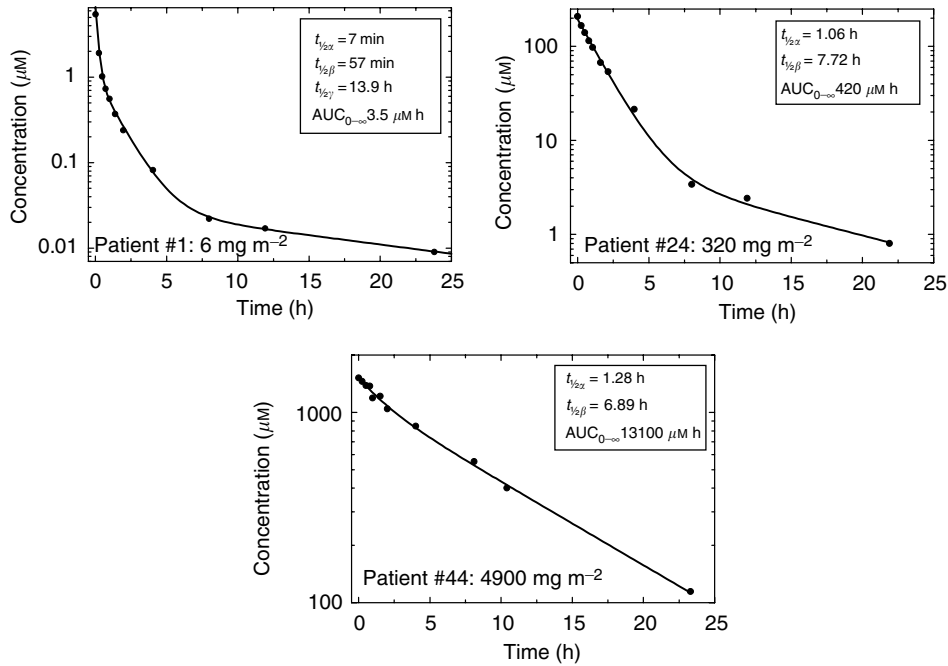 1
0.1
0.01
Concentration (µM)
t½α = 7 min
t½β = 57 min
t½γ = 13.9 h
AUC0–∞ 3.5 µM h
Patient #1: 6 mg m–2
0 5 10 15 20 25
Time (h)
100
10
1
Concentration (µM)
t½α = 1.06 h
t½β = 7.72 h
AUC0–∞ 420 µM h
Patient #24: 320 mg m–2
0 5 10 15 20 25
Time (h)
1000
100
Concentration (µM)
t½α = 1.28 h
t½β = 6.89 h
AUC0–∞ 13100 µM h
Patient #44: 4900 mg m–2
0 5 10 15 20 25
Time (h)